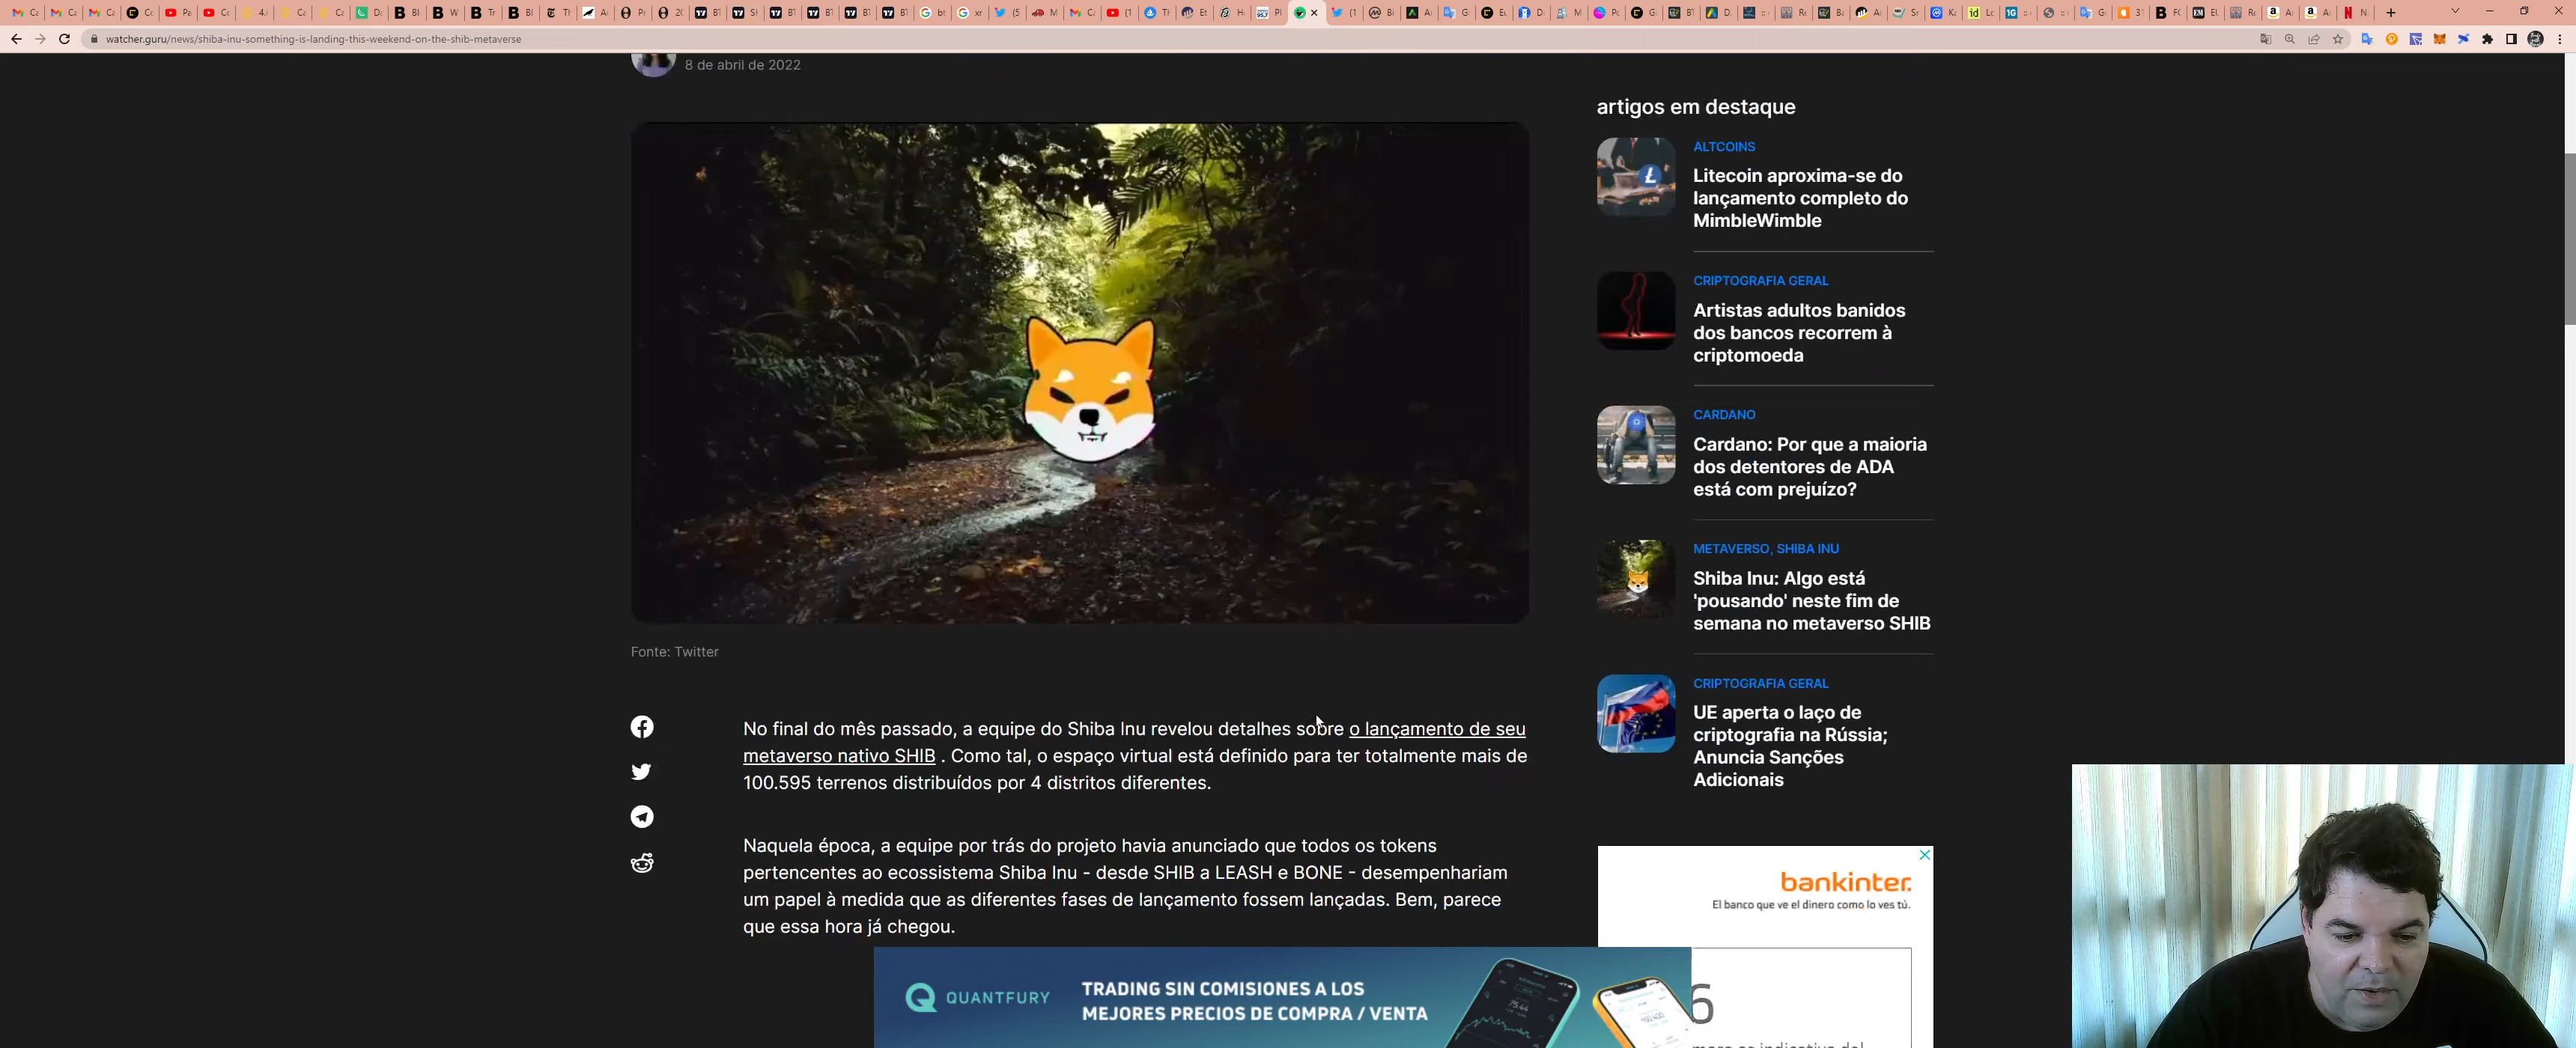 watcher.guru/news/shiba-inu-something-is-landing-this-weekend-on-the-shib-metaverse
8 de abril de 2022
Fonte: Twitter
No final do mês passado, a equipe do Shiba Inu revelou detalhes sobre o lançamento de seu
metaverso nativo SHIB . Como tal, o espaço virtual está definido para ter totalmente mais de
100.595 terrenos distribuídos por 4 distritos diferentes.
Naquela época, a equipe por trás do projeto havia anunciado que todos os tokens
pertencentes ao ecossistema Shiba Inu - desde SHIB a LEASH e BONE - desempenhariam
um papel à medida que as diferentes fases de lançamento fossem lançadas. Bem, parece
que essa hora já chegou.
artigos em destaque
ALTCOINS
Litecoin aproxima-se do
lançamento completo do
MimbleWimble
CRIPTOGRAFIA GERAL
Artistas adultos banidos
dos bancos recorrem à
criptomoeda
CARDANO
Cardano: Por que a maioria
dos detentores de ADA
está com prejuízo?
METAVERSO, SHIBA INU
Shiba Inu: Algo está
'pousando' neste fim de
semana no metaverso SHIB
CRIPTOGRAFIA GERAL
UE aperta o laço de
criptografia na Rússia;
Anuncia Sanções
Adicionais
bankinter.
El banco que ve el dinero como lo ves tú.
6
QUANTFURY
TRADING SIN COMISIONES A LOS
MEJORES PRECIOS DE COMPRA / VENTA